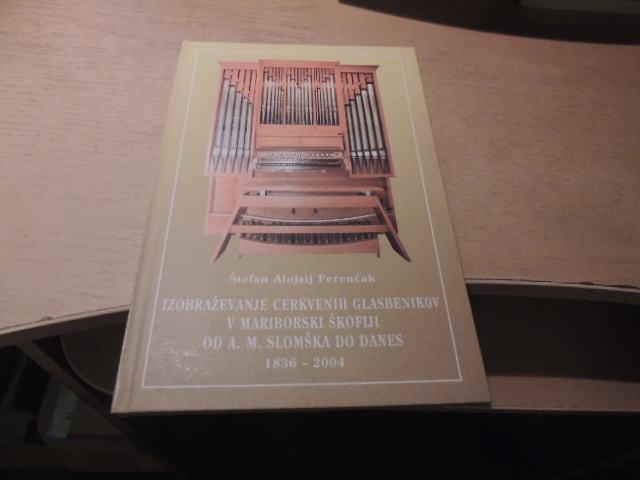 Štefan Alojzij Ferenčak
IZOBRAŽEVANJE CERKVENIH GLASBENIKOV
V MARIBORSKI ŠKOFIJI
OD A. M. SLOMŠKA DO DANES
1836 - 2004